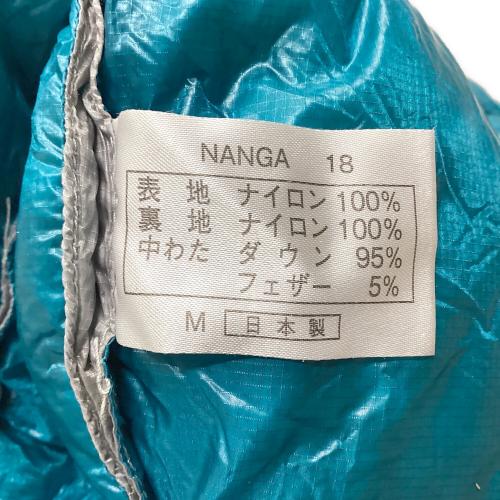 NANGA 18
表地 ナイロン 100%
裏地 ナイロン 100%
中わた ダウン 95%
フェザー 5%
M 日本製